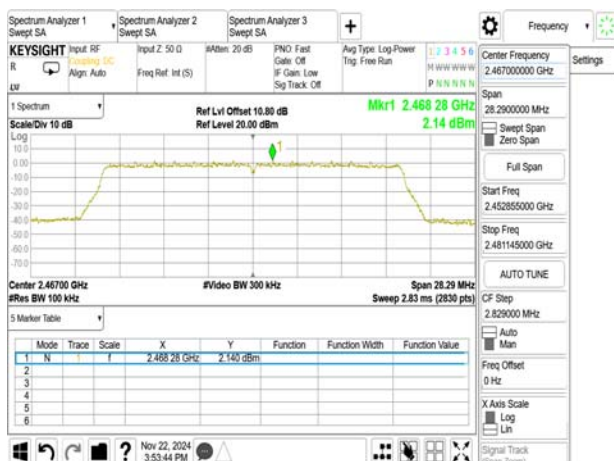 Spectrum Analyzer 1
Swept SA
Spectrum Analyzer 2
Swept SA
Spectrum Analyzer 3
Swept SA
+
Frequency
KEYSIGHT
R
Input: RF
Coupling: DC
Align: Auto
Input Z: 50 Ω
Freq Ref: Int (S)
#Atten: 20 dB
PNO: Fast
Gate: Off
IF Gain: Low
Sig Track: Off
Avg Type: Log-Power
Trig: Free Run
1 2 3 4 5 6
M W W W W W
P N N N N N
Settings
1 Spectrum
Scale/Div 10 dB
Ref Lvl Offset 10.80 dB
Ref Level 20.00 dBm
Mkr1 2.468 28 GHz
2.14 dBm
Log
10.0
0.00
-10.0
-20.0
-30.0
-40.0
-50.0
-60.0
-70.0
1
Center 2.46700 GHz
#Res BW 100 kHz
#Video BW 300 kHz
Span 28.29 MHz
Sweep 2.83 ms (2830 pts)
5 Marker Table
Mode Trace Scale X Y Function Function Width Function Value
1 N 1 f 2.468 28 GHz 2.140 dBm
2
3
4
5
6
Nov 22, 2024
3:53:44 PM
?
Center Frequency
2.467000000 GHz
Span
28.2900000 MHz
Swept Span
Zero Span
Full Span
Start Freq
2.452855000 GHz
Stop Freq
2.481145000 GHz
AUTO TUNE
CF Step
2.829000 MHz
Auto
Man
Freq Offset
0 Hz
X Axis Scale
Log
Lin
Signal Track